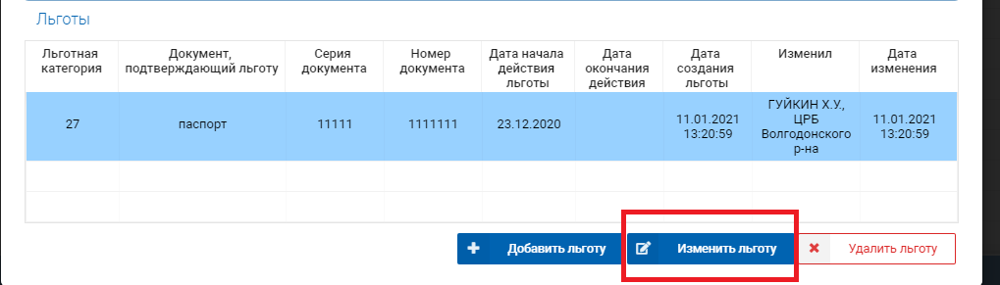 Льготы
Льготная категория
Документ, подтверждающий льготу
Серия документа
Номер документа
Дата начала действия льготы
Дата окончания действия
Дата создания льготы
Изменил
Дата изменения
27
паспорт
11111
1111111
23.12.2020
11.01.2021 13:20:59
ГУЙКИН Х.У., ЦРБ Волгодонского р-на
11.01.2021 13:20:59
Добавить льготу
Изменить льготу
Удалить льготу